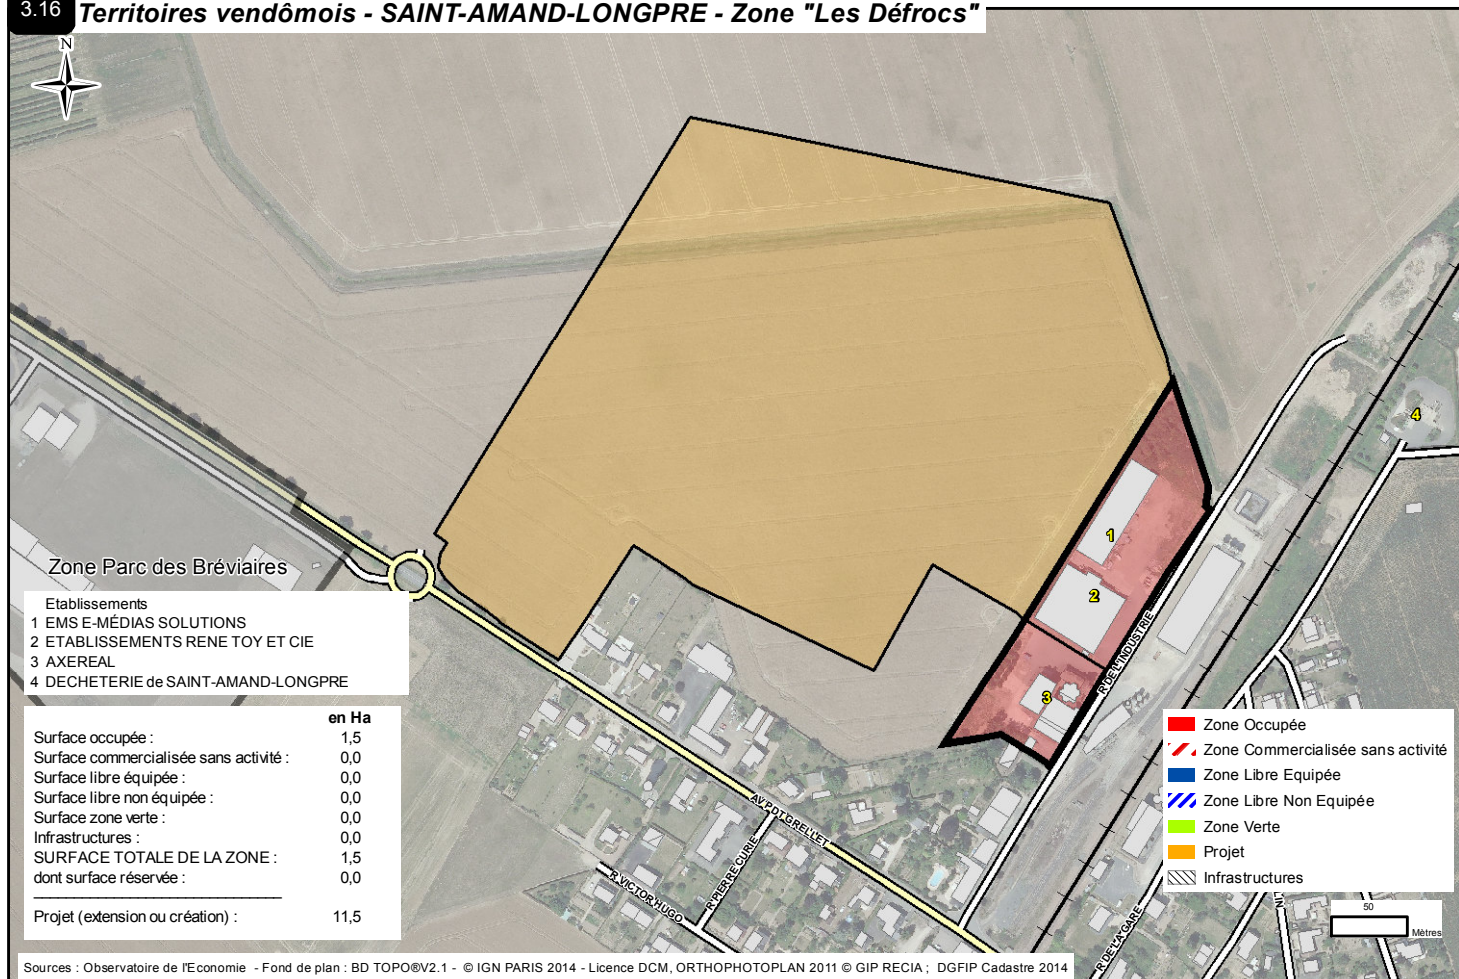 3.16
Territoires vendômois - SAINT-AMAND-LONGPRE - Zone "Les Défrocs"
N
4
1
2
3
Zone Parc des Bréviaires
Etablissements
1 EMS E-MÉDIAS SOLUTIONS
2 ETABLISSEMENTS RENE TOY ET CIE
3 AXEREAL
4 DECHETERIE de SAINT-AMAND-LONGPRE
en Ha
Surface occupée : 1,5
Surface commercialisée sans activité : 0,0
Surface libre équipée : 0,0
Surface libre non équipée : 0,0
Surface zone verte : 0,0
Infrastructures : 0,0
SURFACE TOTALE DE LA ZONE : 1,5
dont surface réservée : 0,0
Projet (extension ou création) : 11,5
R DE L'INDUSTRIE
AV PDT GRELLET
R PIERRE CURIE
R VICTOR HUGO
R DE LA GARE
Zone Occupée
Zone Commercialisée sans activité
Zone Libre Equipée
Zone Libre Non Equipée
Zone Verte
Projet
Infrastructures
50
Mètres
Sources : Observatoire de l'Economie - Fond de plan : BD TOPO®V2.1 - © IGN PARIS 2014 - Licence DCM, ORTHOPHOTOPLAN 2011 © GIP RECIA ; DGFIP Cadastre 2014